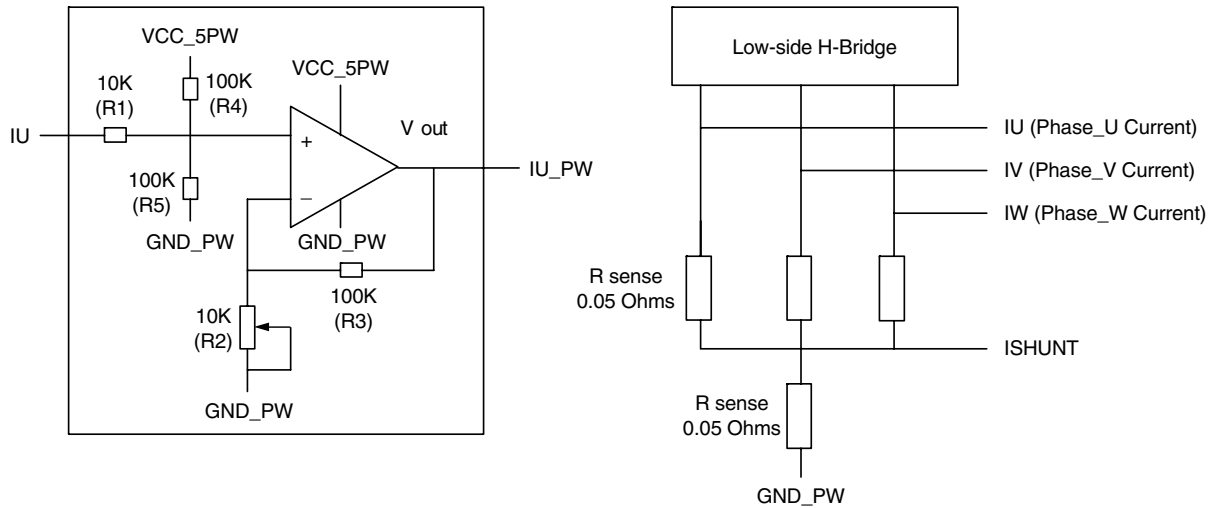 VCC_5PW
10K
(R1)
100K
(R4)
VCC_5PW
V out
IU
+
IU_PW
100K
(R5)
–
GND_PW
GND_PW
100K
(R3)
10K
(R2)
GND_PW
Low-side H-Bridge
IU (Phase_U Current)
IV (Phase_V Current)
IW (Phase_W Current)
R sense
0.05 Ohms
ISHUNT
R sense
0.05 Ohms
GND_PW